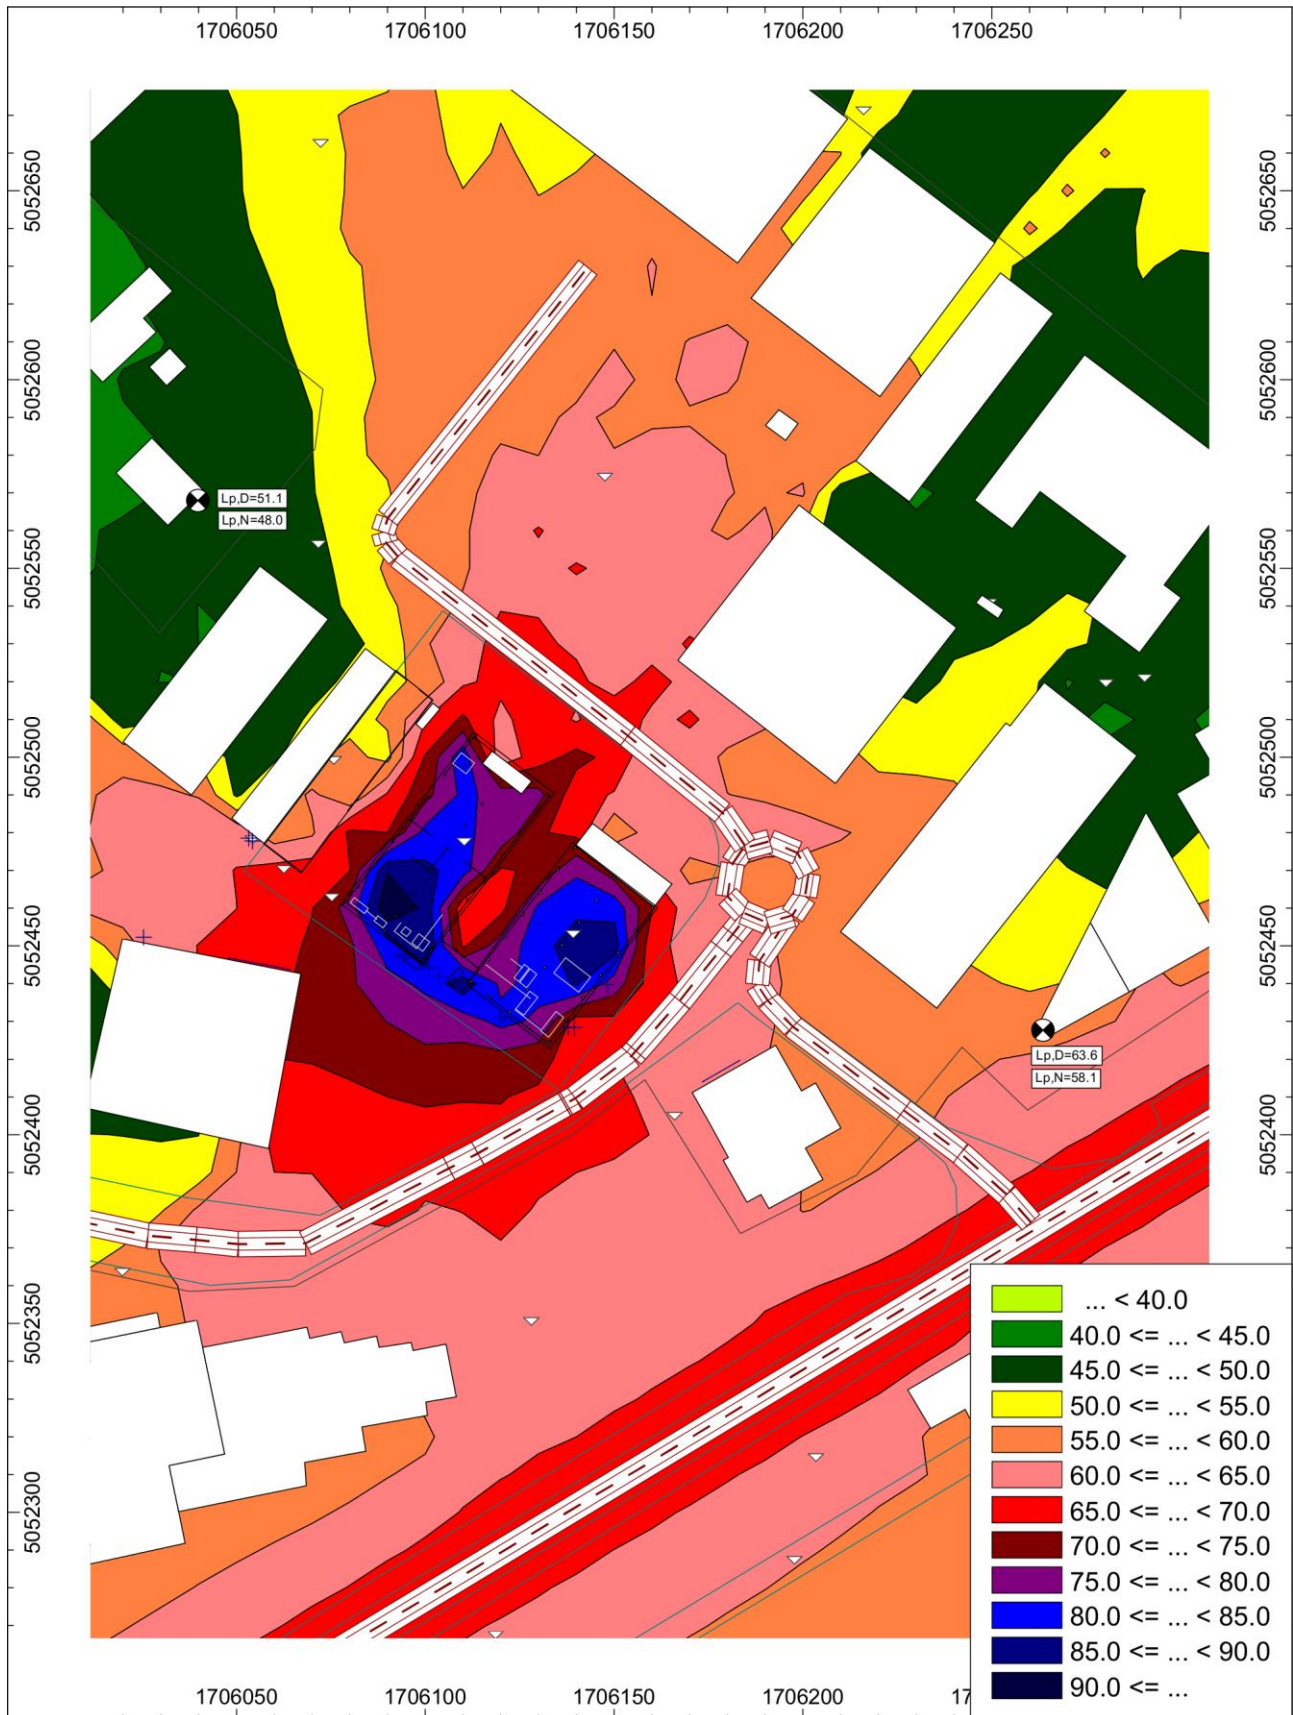 1706050 1706100 1706150 1706200 1706250
5052650 5052650
5052600 5052600
Lp,D=51.1
Lp,N=48.0
5052550 5052550
5052500 5052500
5052450 5052450
Lp,D=63.6
Lp,N=58.1
5052400 5052400
5052350
5052300
... < 40.0
40.0 <= ... < 45.0
45.0 <= ... < 50.0
50.0 <= ... < 55.0
55.0 <= ... < 60.0
60.0 <= ... < 65.0
65.0 <= ... < 70.0
70.0 <= ... < 75.0
75.0 <= ... < 80.0
80.0 <= ... < 85.0
85.0 <= ... < 90.0
90.0 <= ...
1706050 1706100 1706150 1706200 17